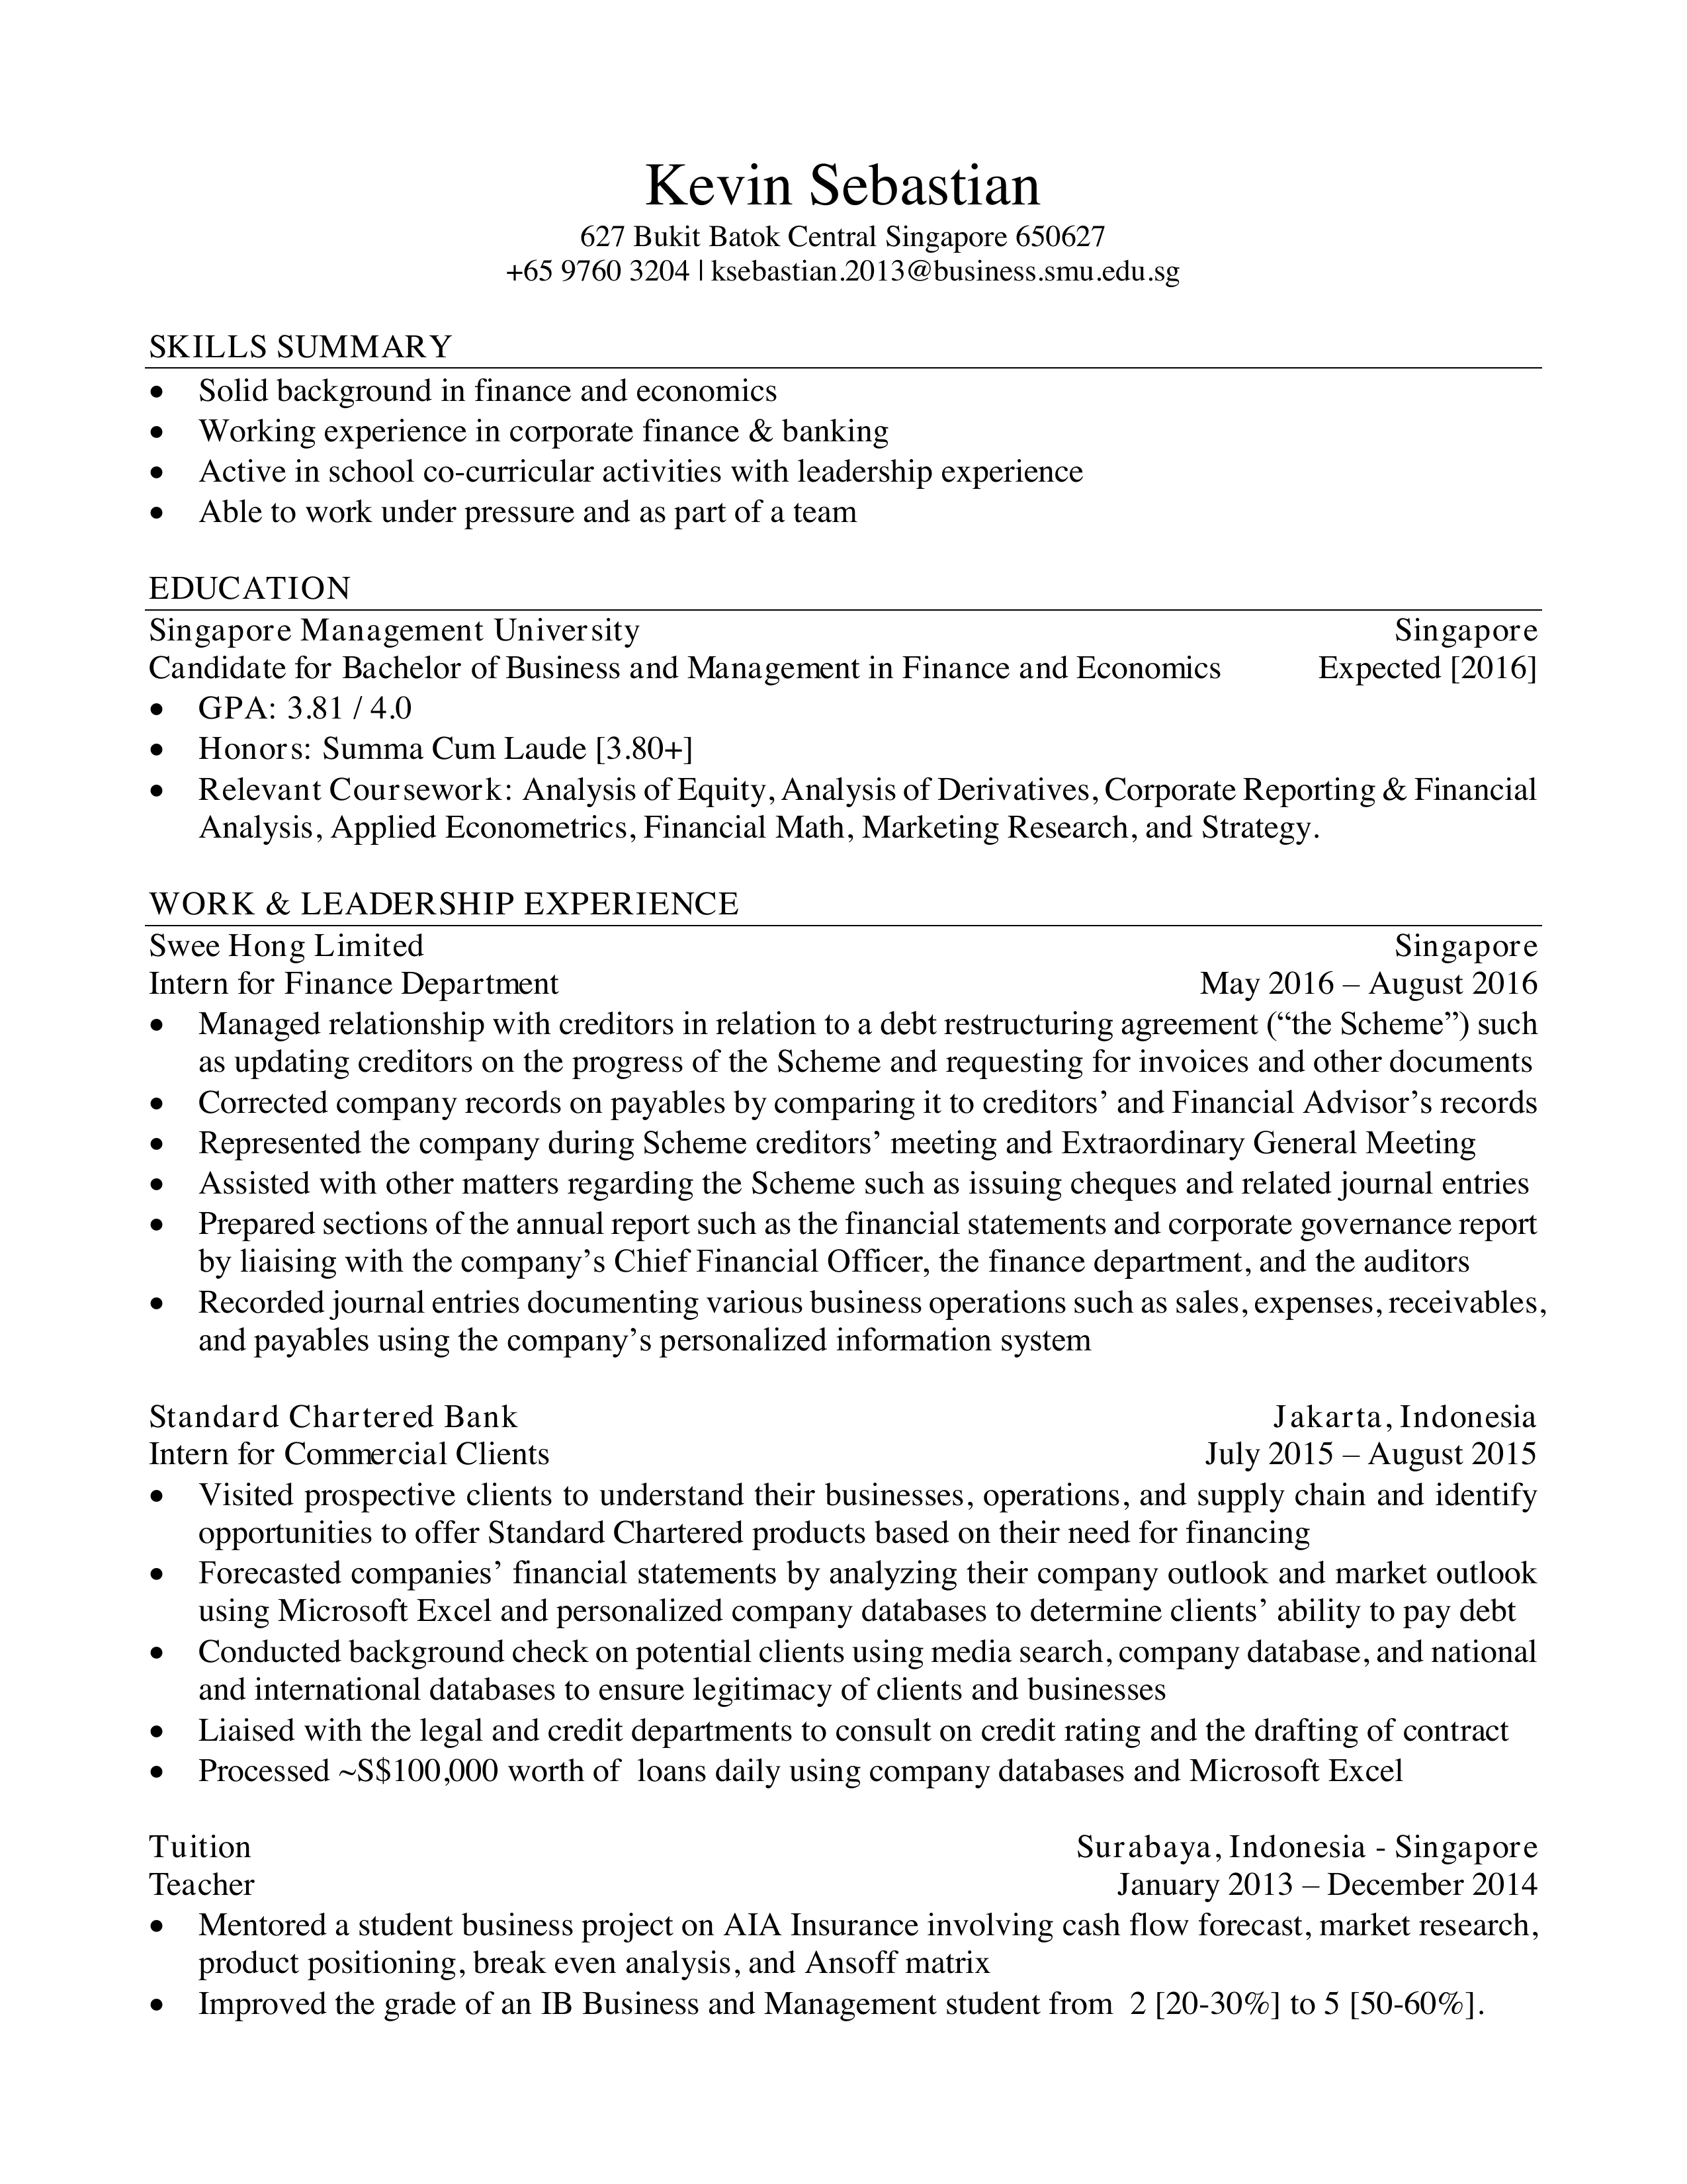 Kevin Sebastian
627 Bukit Batok Central Singapore 650627
+65 9760 3204 | ksebastian.2013@business.smu.edu.sg
SKILLS SUMMARY
• Solid background in finance and economics
• Working experience in corporate finance & banking
• Active in school co-curricular activities with leadership experience
• Able to work under pressure and as part of a team
EDUCATION
Singapore Management University Singapore
Candidate for Bachelor of Business and Management in Finance and Economics Expected [2016]
• GPA: 3.81 / 4.0
• Honors: Summa Cum Laude [3.80+]
• Relevant Coursework: Analysis of Equity, Analysis of Derivatives, Corporate Reporting & Financial
Analysis, Applied Econometrics, Financial Math, Marketing Research, and Strategy.
WORK & LEADERSHIP EXPERIENCE
Swee Hong Limited Singapore
Intern for Finance Department May 2016 – August 2016
• Managed relationship with creditors in relation to a debt restructuring agreement (“the Scheme”) such
as updating creditors on the progress of the Scheme and requesting for invoices and other documents
• Corrected company records on payables by comparing it to creditors’ and Financial Advisor’s records
• Represented the company during Scheme creditors’ meeting and Extraordinary General Meeting
• Assisted with other matters regarding the Scheme such as issuing cheques and related journal entries
• Prepared sections of the annual report such as the financial statements and corporate governance report
by liaising with the company’s Chief Financial Officer, the finance department, and the auditors
• Recorded journal entries documenting various business operations such as sales, expenses, receivables,
and payables using the company’s personalized information system
Standard Chartered Bank Jakarta, Indonesia
Intern for Commercial Clients July 2015 – August 2015
• Visited prospective clients to understand their businesses, operations, and supply chain and identify
opportunities to offer Standard Chartered products based on their need for financing
• Forecasted companies’ financial statements by analyzing their company outlook and market outlook
using Microsoft Excel and personalized company databases to determine clients’ ability to pay debt
• Conducted background check on potential clients using media search, company database, and national
and international databases to ensure legitimacy of clients and businesses
• Liaised with the legal and credit departments to consult on credit rating and the drafting of contract
• Processed ~S$100,000 worth of  loans daily using company databases and Microsoft Excel
Tuition Surabaya, Indonesia - Singapore
Teacher January 2013 – December 2014
• Mentored a student business project on AIA Insurance involving cash flow forecast, market research,
product positioning, break even analysis, and Ansoff matrix
• Improved the grade of an IB Business and Management student from  2 [20-30%] to 5 [50-60%].